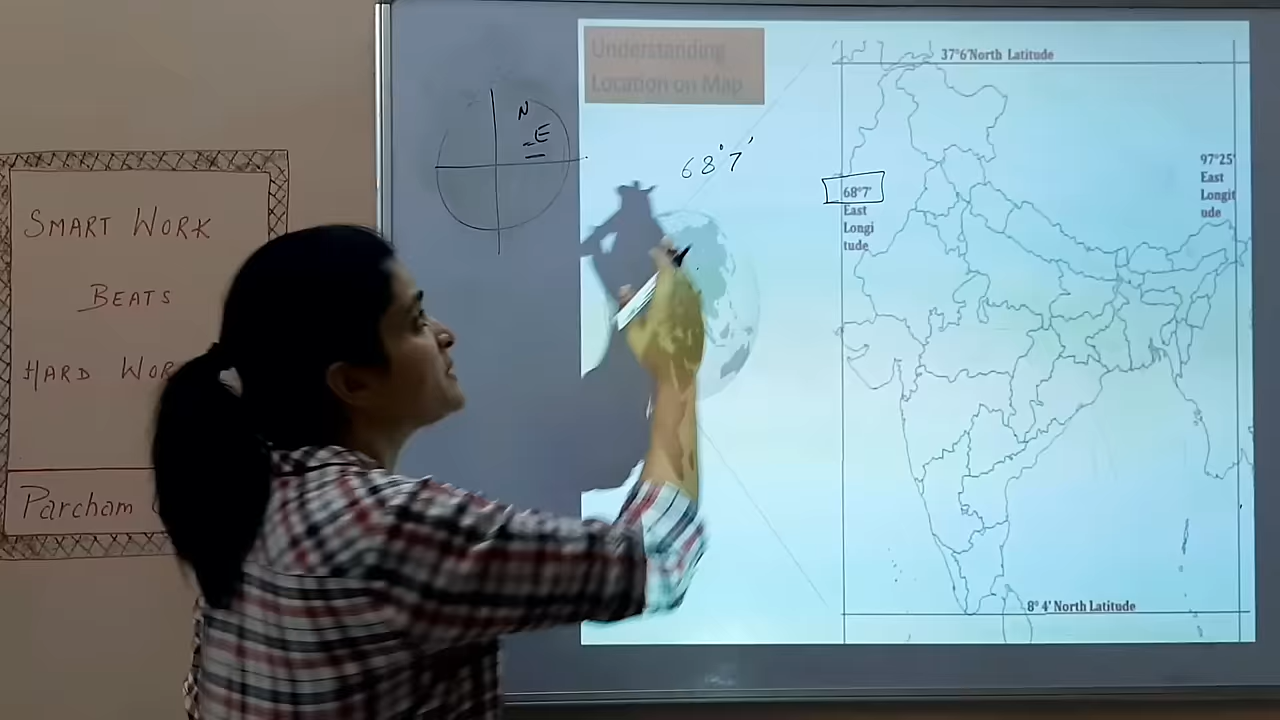 SMART WORK
BEATS
HARD
Parcham
N
E
Understanding
Location on Map
68°7'
37°6'North Latitude
68°7'
East
Longi
tude
97°25'
East
Longit
ude
8° 4' North Latitude